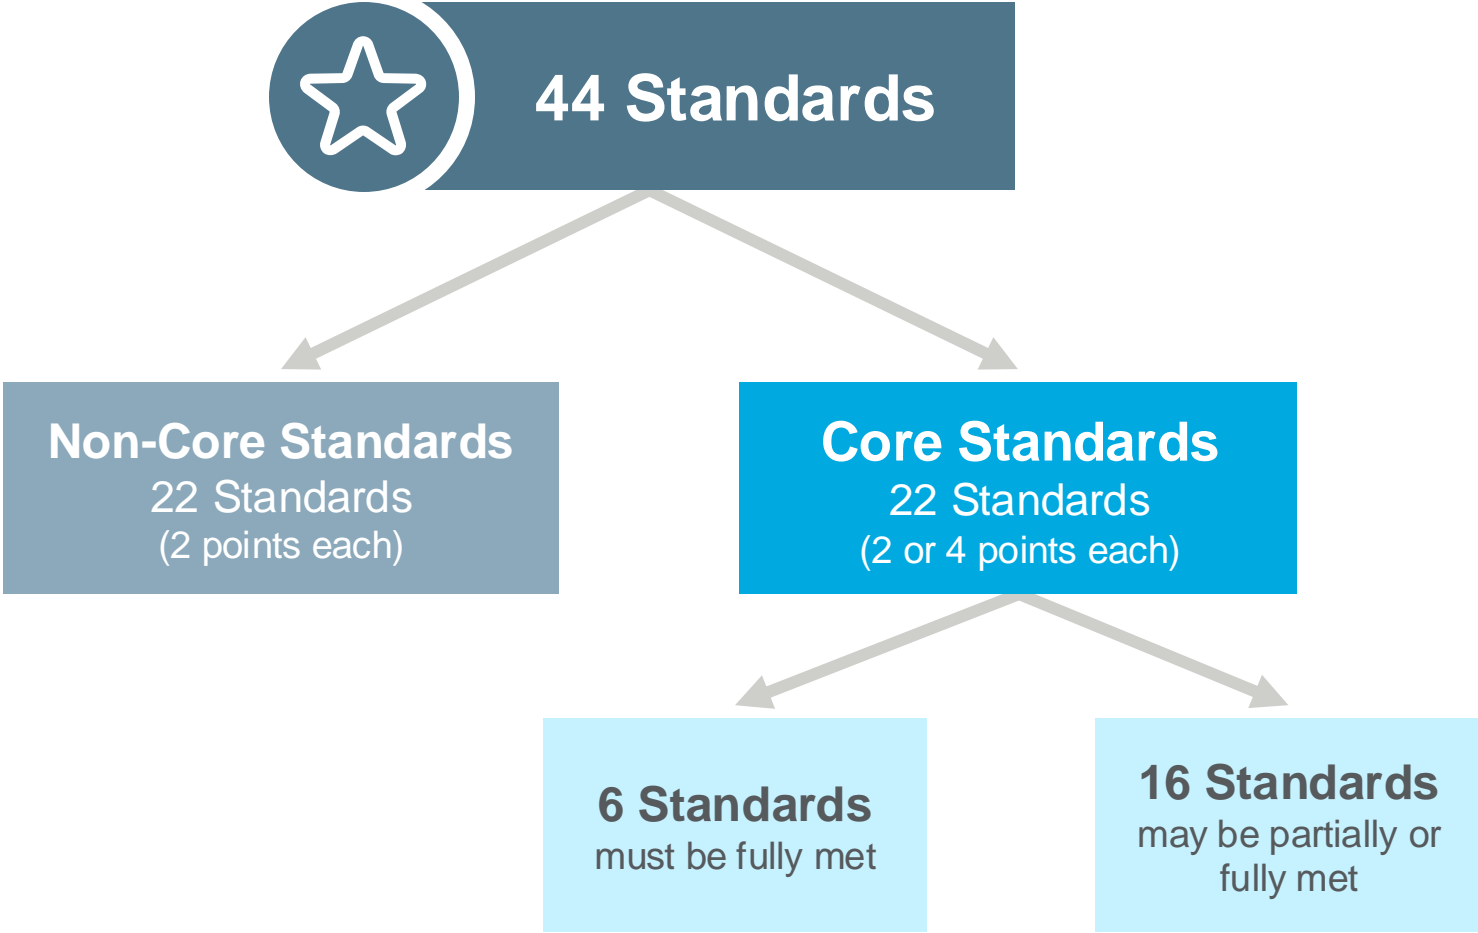 44 Standards
Non-Core Standards
22 Standards
(2 points each)
Core Standards
22 Standards
(2 or 4 points each)
6 Standards
must be fully met
16 Standards
may be partially or
fully met